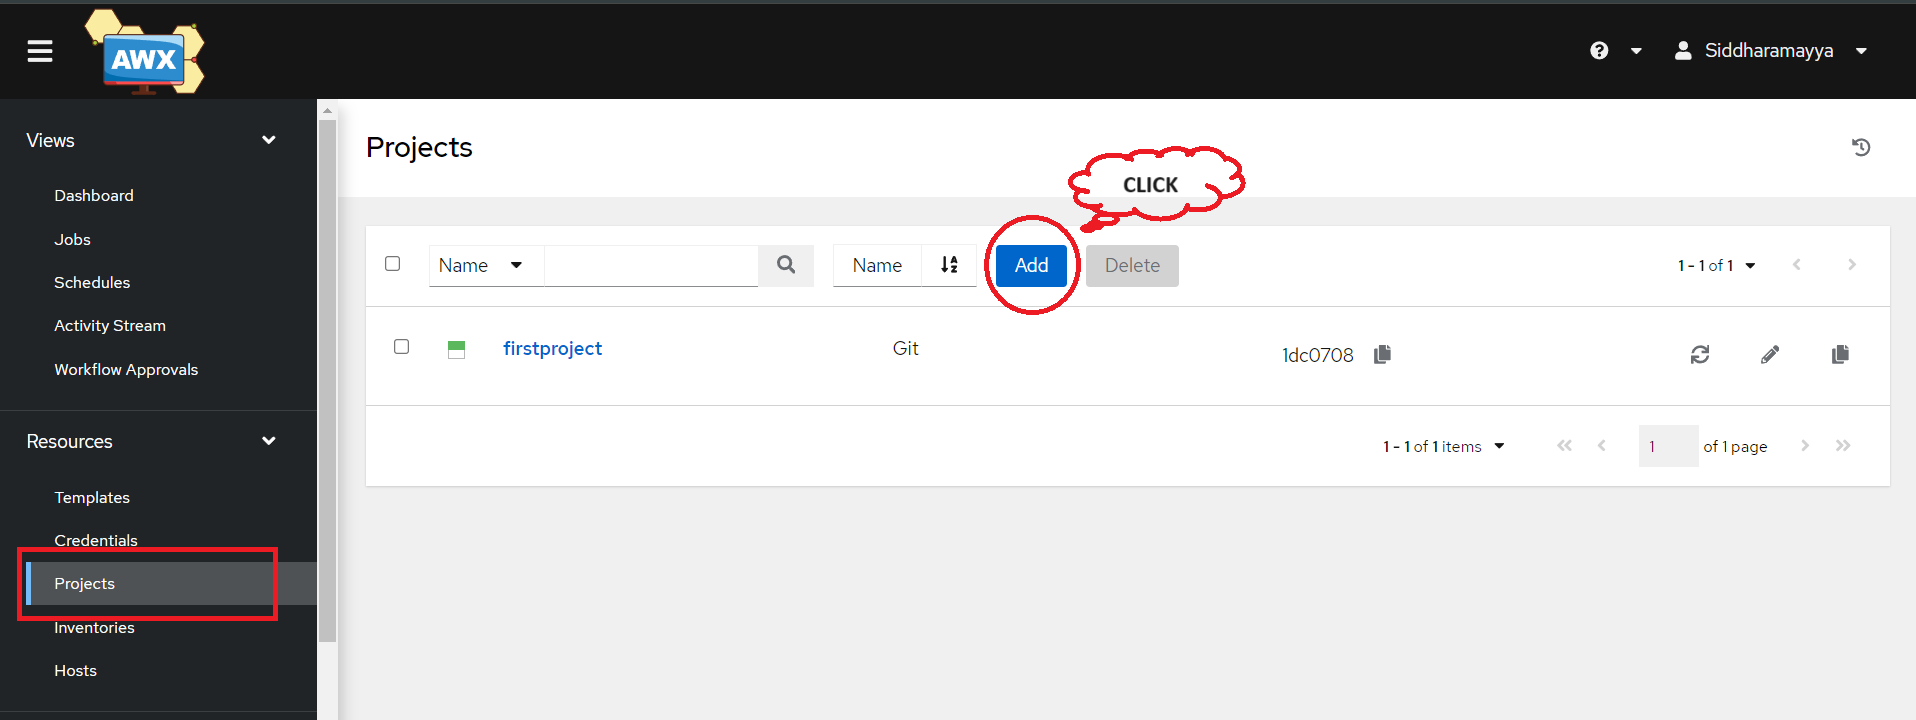 AWX
Siddharamayya
Views
Dashboard
Jobs
Schedules
Activity Stream
Workflow Approvals
Resources
Templates
Credentials
Projects
Inventories
Hosts
Projects
CLICK
Name
Name
Add
Delete
1 - 1 of 1
firstproject
Git
1dc0708
1 - 1 of 1 items
1
of 1 page